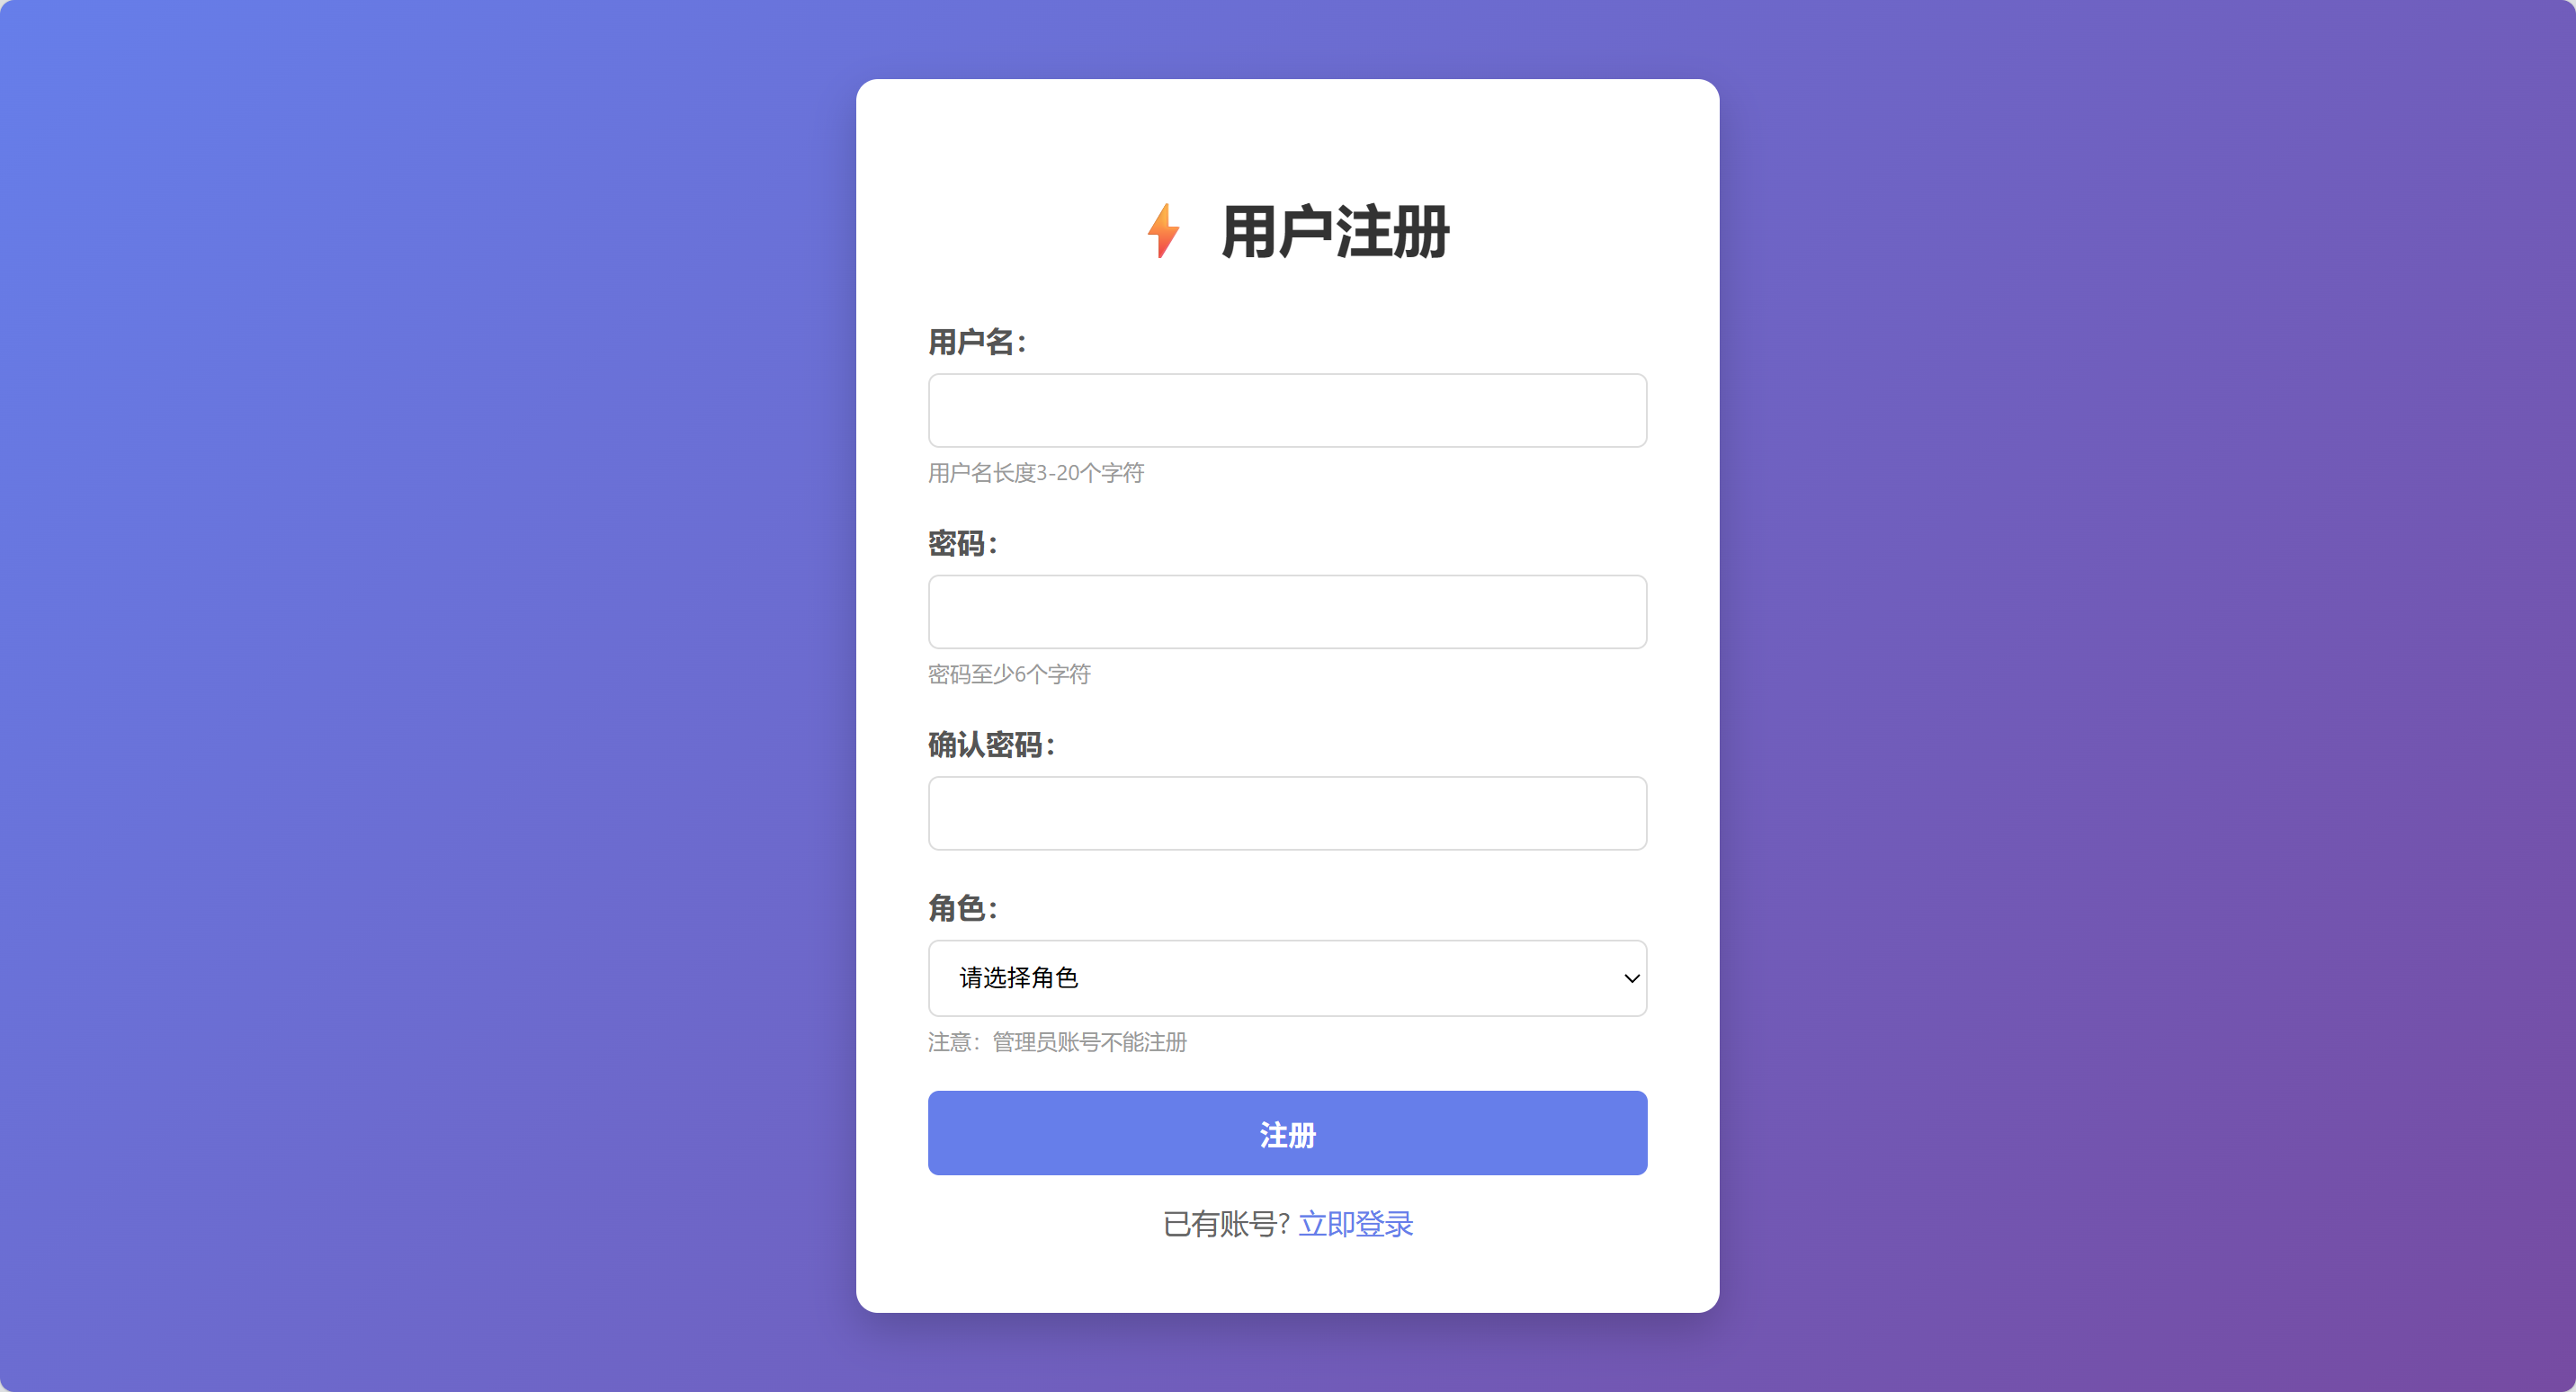 ⚡ 用户注册
用户名：
用户名长度3-20个字符
密码：
密码至少6个字符
确认密码：
角色：
请选择角色
注意：管理员账号不能注册
注册
已有账号? 立即登录